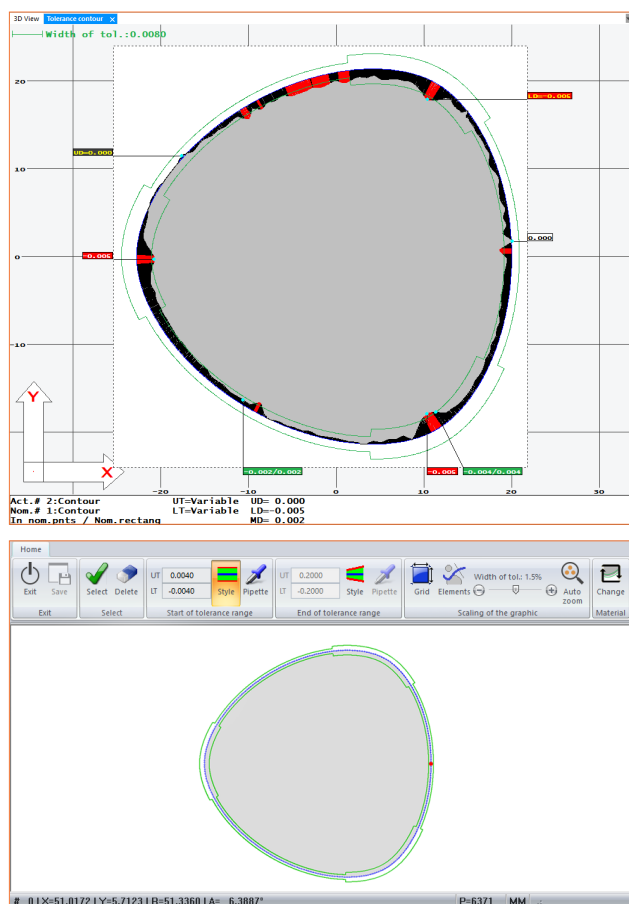 3D View Tolerance contour x
Width of tol.:0.0080
20
LD=-0.005
UD=0.000
10
0.000
0
-0.005
-10
Y
X
-0.002/0.002
-0.005
-0.004/0.004
-20 -10 0 10 20 30
Act.# 2:Contour UT=Variable UD= 0.000
Nom.# 1:Contour LT=Variable LD=-0.005
In nom.pnts / Nom.rectang MD= 0.002
Home
UT 0.0040 UT 0.2000 Width of tol.: 1.5%
Exit Save Select Delete LT -0.0040 Style Pipette LT -0.2000 Style Pipette Grid Elements Auto zoom Change
Exit Select Start of tolerance range End of tolerance range Scaling of the graphic Material
# 0 | X=51.0172 | Y=5.7123 | R=51.3360 | A= 6.3887° P=6371 MM